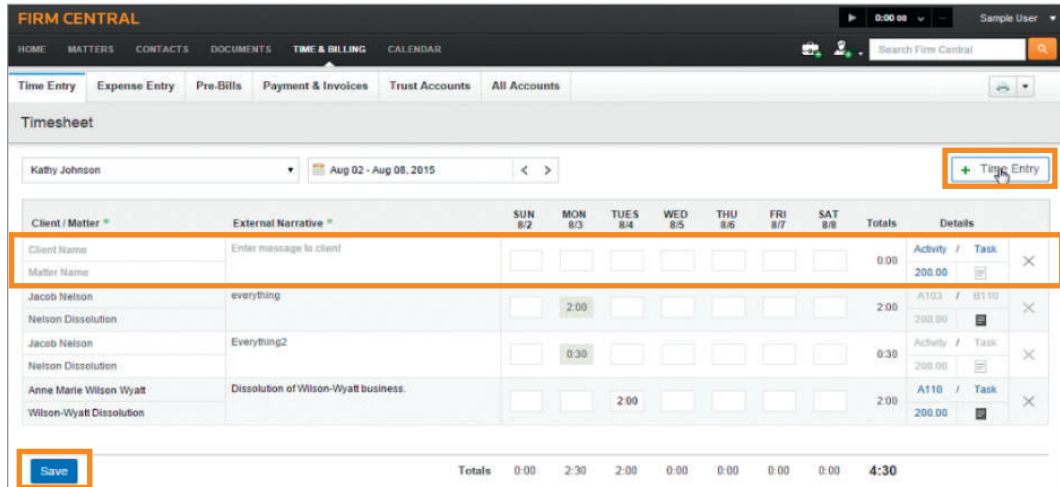 FIRM CENTRAL 0:00 00 Sample User
HOME MATTERS CONTACTS DOCUMENTS TIME & BILLING CALENDAR Search Firm Central
Time Entry Expense Entry Pre-Bills Payment & Invoices Trust Accounts All Accounts
Timesheet
Kathy Johnson Aug 02 - Aug 08, 2015 < > + Time Entry
Client / Matter * External Narrative * SUN 8/2 MON 8/3 TUES 8/4 WED 8/5 THU 8/6 FRI 8/7 SAT 8/8 Totals Details
Client Name Enter message to client 0:00 Activity / Task
Matter Name 200.00
Jacob Nelson everything 2:00 2:00 A103 / B110
Nelson Dissolution 200.00
Jacob Nelson Everything2 0:30 0:30 Activity / Task
Nelson Dissolution 200.00
Anne Marie Wilson Wyatt Dissolution of Wilson-Wyatt business. 2:00 2:00 A110 / Task
Wilson-Wyatt Dissolution 200.00
Save Totals 0:00 2:30 2:00 0:00 0:00 0:00 0:00 4:30